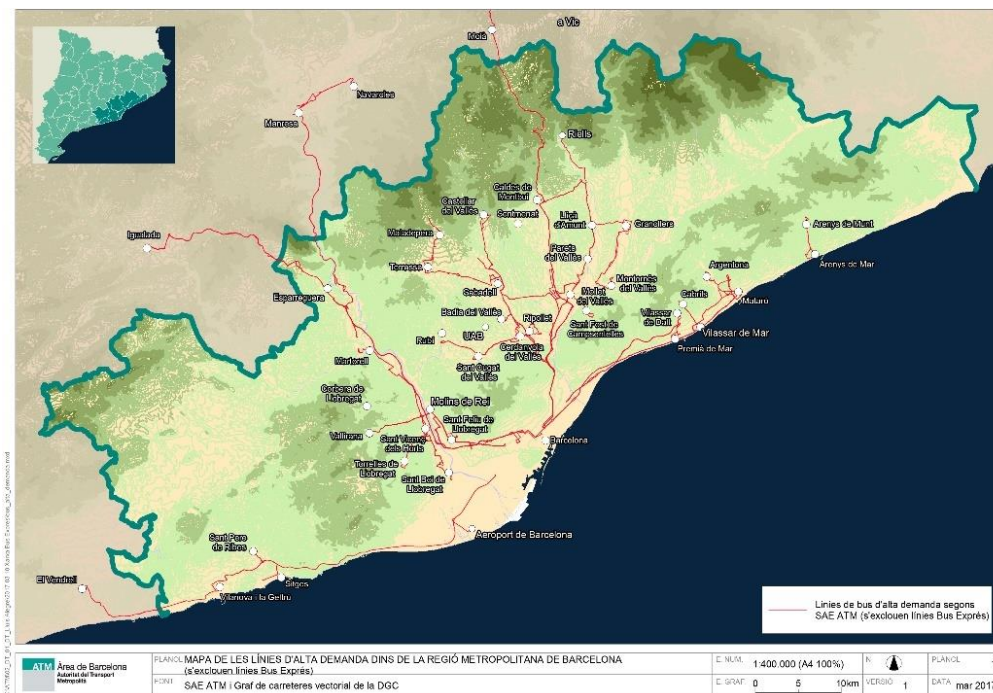 a Vic
Moià
Navarcles
Manresa
Riells
Caldes de
Montbui
Castellar
del Vallès
Sentmenat
Lliçà
d'Amunt
Granollers
Arenys de Munt
Igualada
Matadepera
Parets
del Vallès
Arenys de Mar
Terrassa
Argentona
Sabadell
Montornès
del Vallès
Esparreguera
Mollet
del Vallès
Cabrils
Mataró
Badia del Vallès
Ripollet
Vilassar
de Dalt
Sant Fost de
Campsentelles
Rubí
UAB
Vilassar de Mar
Cerdanyola
del Vallès
Premià de Mar
Martorell
Sant Cugat
del Vallès
Corbera de
Llobregat
Molins de Rei
Sant Feliu de
Llobregat
Vallirana
Sant Vicenç
dels Horts
Barcelona
Torrelles de
Llobregat
Sant Boi de
Llobregat
Aeroport de Barcelona
Sant Pere
de Ribes
El Vendrell
Sitges
Vilanova i la Geltrú
Línies de bus d'alta demanda segons
SAE ATM (s'exclouen línies Bus Exprés)
ATM Àrea de Barcelona
Autoritat del Transport
Metropolità
PLÀNOL MAPA DE LES LÍNIES D'ALTA DEMANDA DINS DE LA REGIÓ METROPOLITANA DE BARCELONA
(s'exclouen línies Bus Exprés)
FONT SAE ATM i Graf de carreteres vectorial de la DGC
E. NUM. 1:400.000 (A4 100%)
E. GRAF. 0 5 10km
N
VERSIÓ 1
PLÀNOL
DATA mar 2017